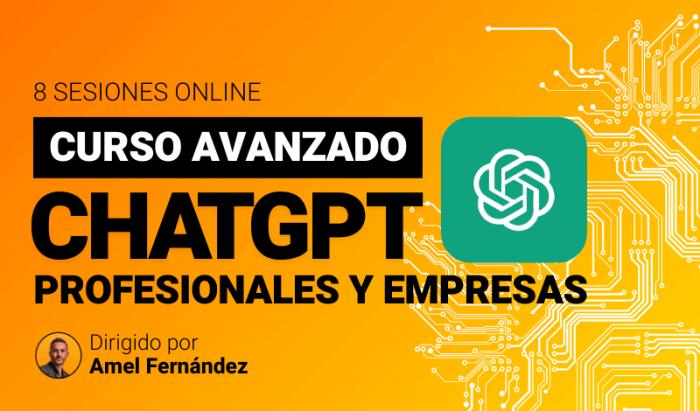 8 SESIONES ONLINE
CURSO AVANZADO
CHATGPT
PROFESIONALES Y EMPRESAS
Dirigido por
Amel Fernández